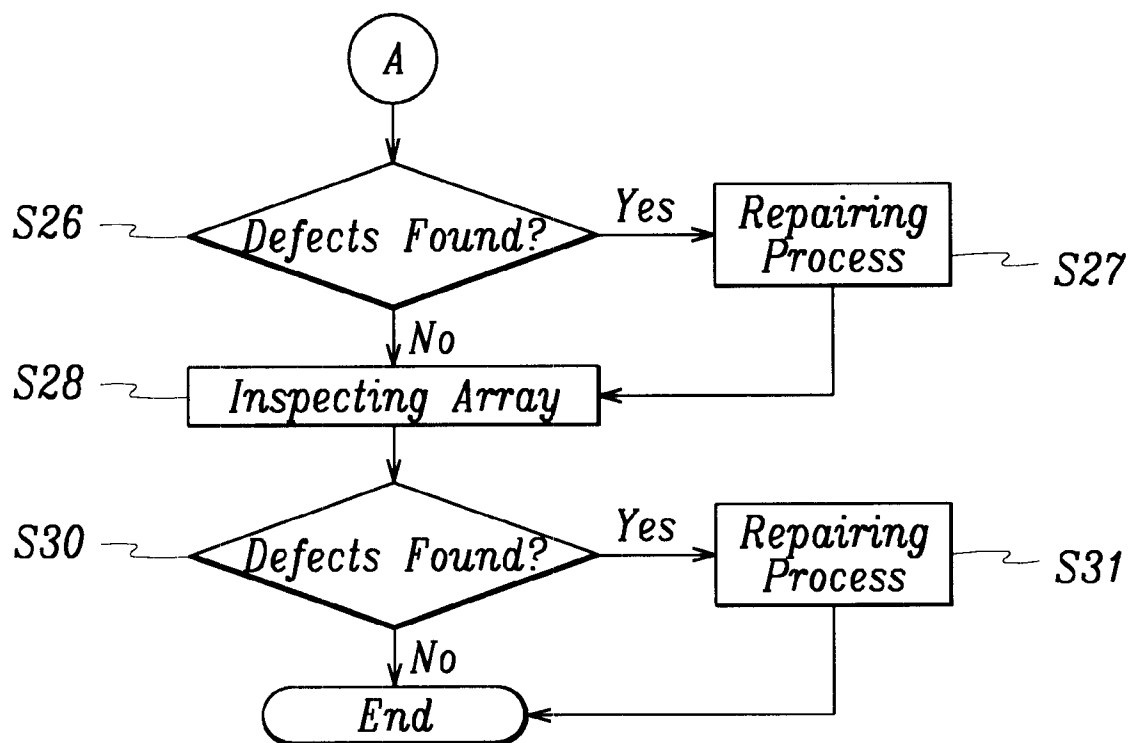 A
S26
Defects Found?
Yes
Repairing
Process
S27
No
S28
Inspecting Array
S30
Defects Found?
Yes
Repairing
Process
S31
No
End